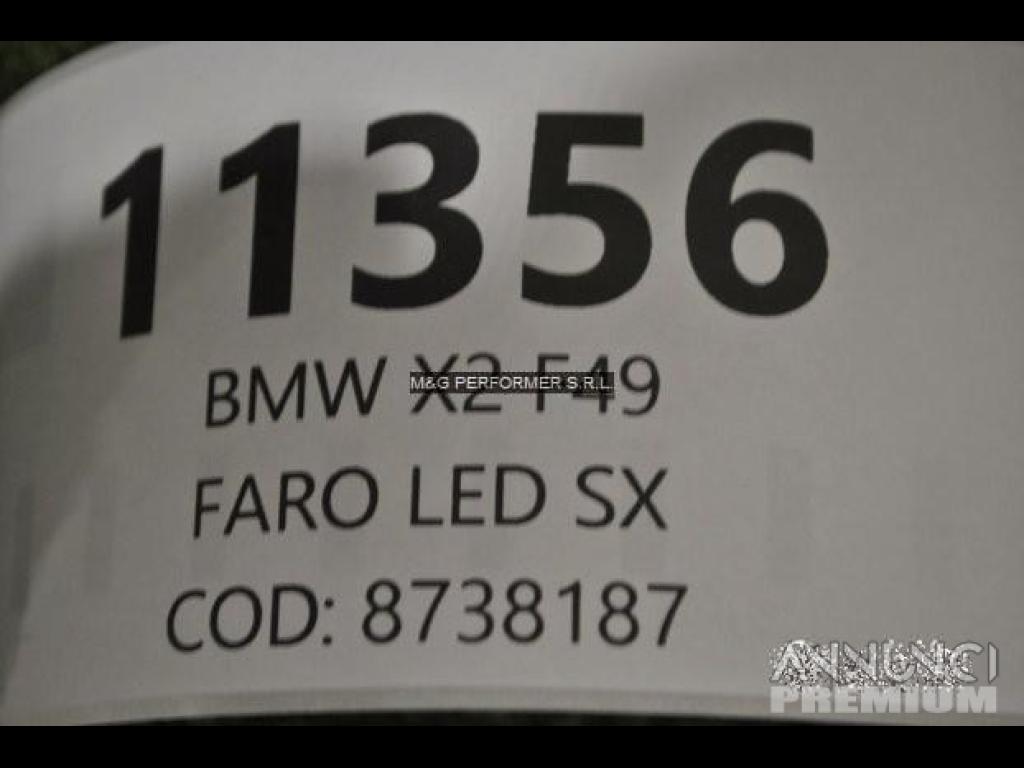 11356
BMW X2 F49
M&G PERFORMER S.R.L.
FARO LED SX
COD: 8738187
ANNUNCI
PREMIUM